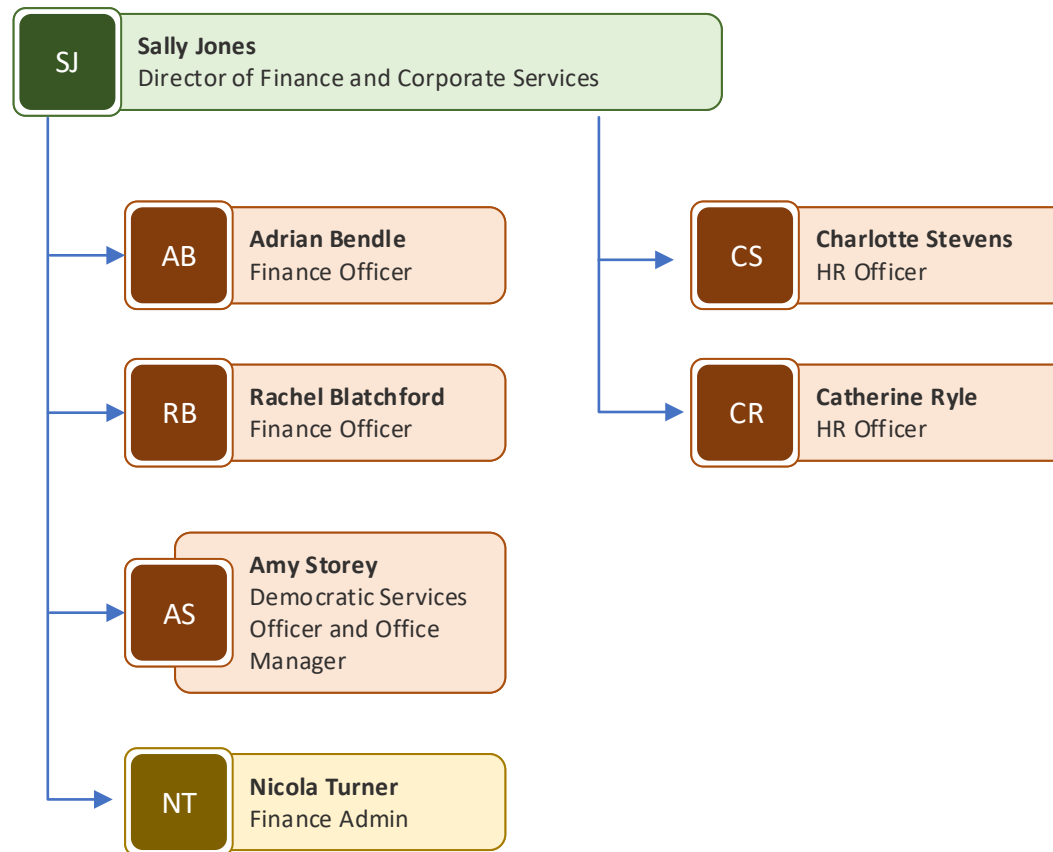 SJ
Sally Jones
Director of Finance and Corporate Services
AB
Adrian Bendle
Finance Officer
CS
Charlotte Stevens
HR Officer
RB
Rachel Blatchford
Finance Officer
CR
Catherine Ryle
HR Officer
AS
Amy Storey
Democratic Services
Officer and Office
Manager
NT
Nicola Turner
Finance Admin